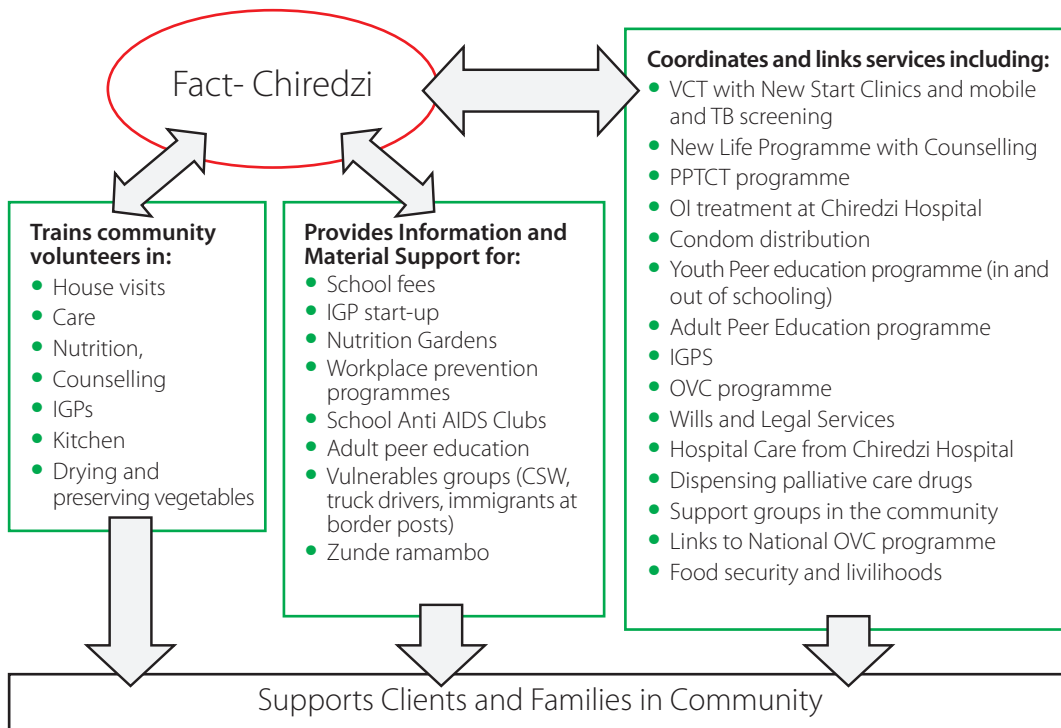 Fact- Chiredzi
Trains community
volunteers in:
• House visits
• Care
• Nutrition,
• Counselling
• IGPs
• Kitchen
• Drying and
preserving vegetables
Provides Information and
Material Support for:
• School fees
• IGP start-up
• Nutrition Gardens
• Workplace prevention
programmes
• School Anti AIDS Clubs
• Adult peer education
• Vulnerables groups (CSW,
truck drivers, immigrants at
border posts)
• Zunde ramambo
Coordinates and links services including:
• VCT with New Start Clinics and mobile
and TB screening
• New Life Programme with Counselling
• PPTCT programme
• OI treatment at Chiredzi Hospital
• Condom distribution
• Youth Peer education programme (in and
out of schooling)
• Adult Peer Education programme
• IGPS
• OVC programme
• Wills and Legal Services
• Hospital Care from Chiredzi Hospital
• Dispensing palliative care drugs
• Support groups in the community
• Links to National OVC programme
• Food security and livilihoods
Supports Clients and Families in Community